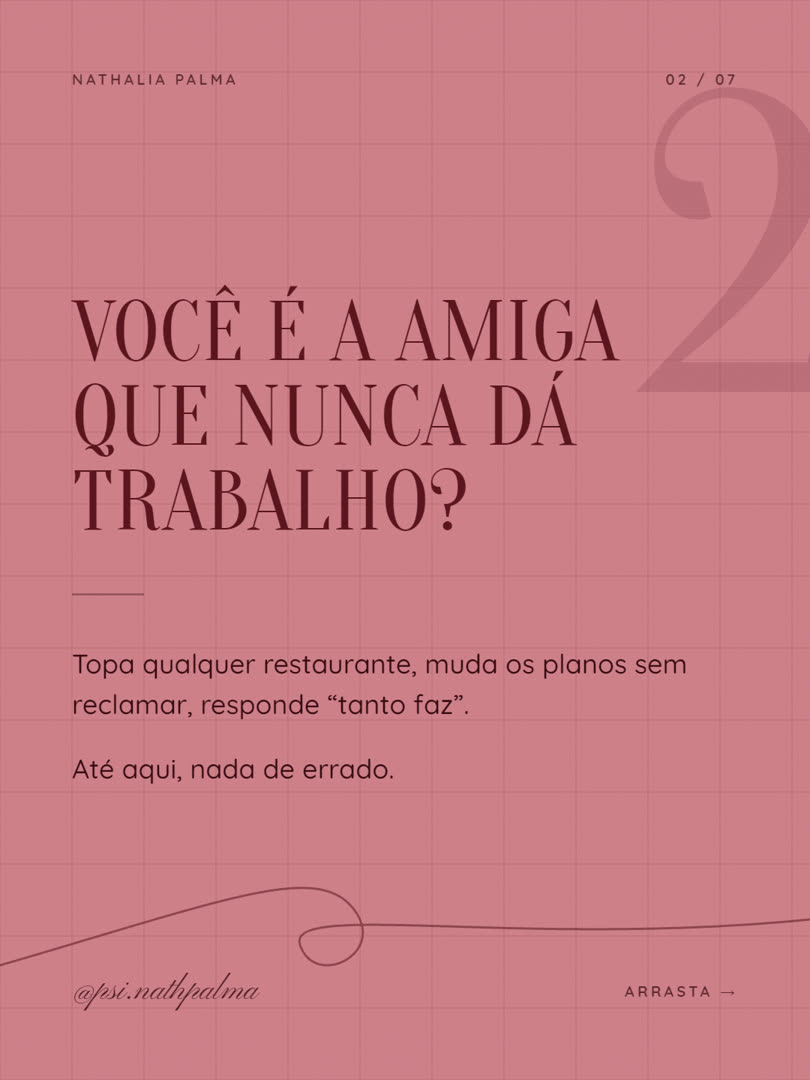 NATHALIA PALMA
02 / 07
2
VOCÊ É A AMIGA
QUE NUNCA DÁ
TRABALHO?
Topa qualquer restaurante, muda os planos sem
reclamar, responde “tanto faz”.
Até aqui, nada de errado.
@psi.nathpalma
ARRASTA →